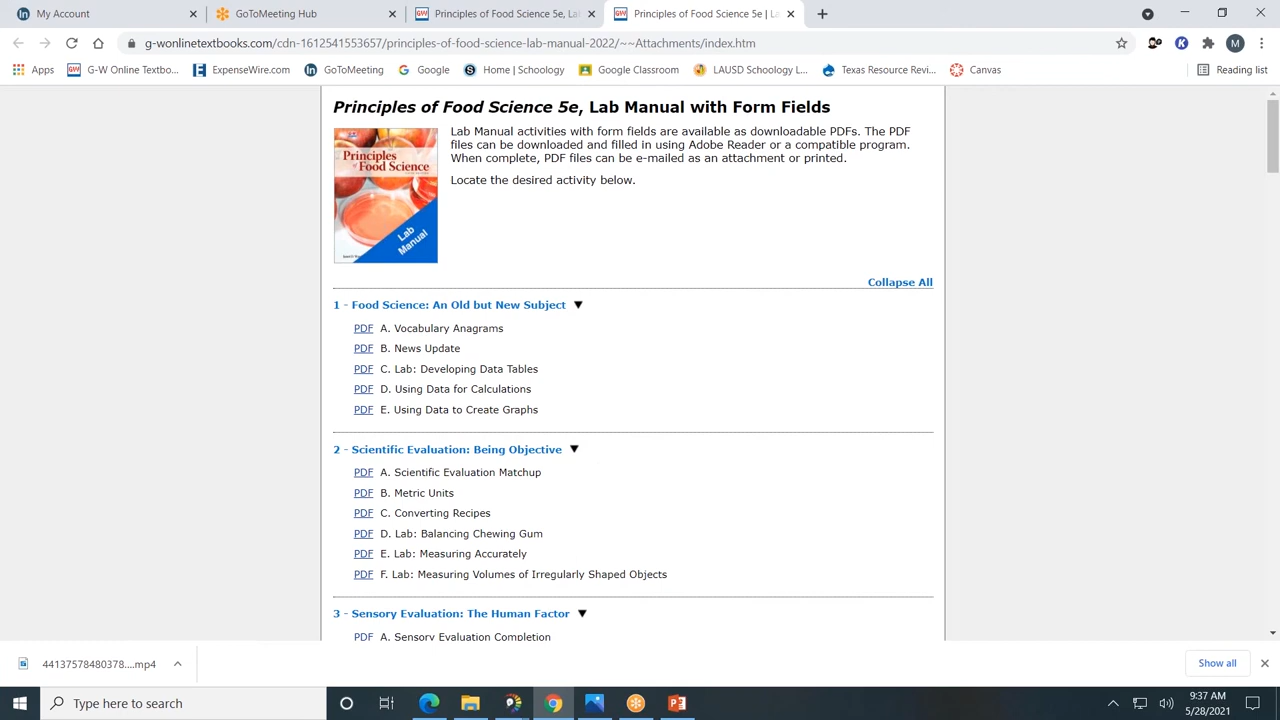 My Account
GoToMeeting Hub
Principles of Food Science 5e, Lab
Principles of Food Science 5e | La
g-wonlinetextbooks.com/cdn-1612541553657/principles-of-food-science-lab-manual-2022/~~Attachments/index.htm
M
Apps
G-W Online Textbo...
ExpenseWire.com
GoToMeeting
Google
Home | Schoology
Google Classroom
LAUSD Schoology L...
Texas Resource Revi...
Canvas
Reading list
Principles of Food Science 5e, Lab Manual with Form Fields
Principles
of Food Science
Lab
Manual
Lab Manual activities with form fields are available as downloadable PDFs. The PDF
files can be downloaded and filled in using Adobe Reader or a compatible program.
When complete, PDF files can be e-mailed as an attachment or printed.
Locate the desired activity below.
Collapse All
1 - Food Science: An Old but New Subject
PDF A. Vocabulary Anagrams
PDF B. News Update
PDF C. Lab: Developing Data Tables
PDF D. Using Data for Calculations
PDF E. Using Data to Create Graphs
2 - Scientific Evaluation: Being Objective
PDF A. Scientific Evaluation Matchup
PDF B. Metric Units
PDF C. Converting Recipes
PDF D. Lab: Balancing Chewing Gum
PDF E. Lab: Measuring Accurately
PDF F. Lab: Measuring Volumes of Irregularly Shaped Objects
3 - Sensory Evaluation: The Human Factor
PDF A. Sensory Evaluation Completion
44137578480378....mp4
Show all
Type here to search
9:37 AM
5/28/2021